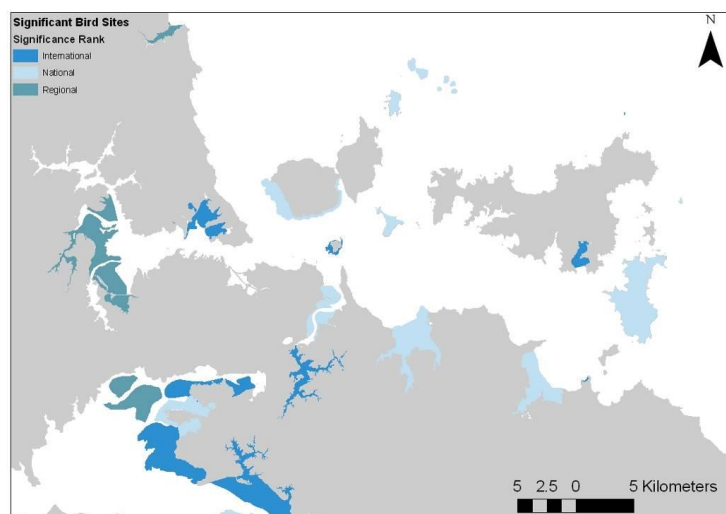 Significant Bird Sites
Significance Rank
International
National
Regional
N
5 2.5 0 5 Kilometers